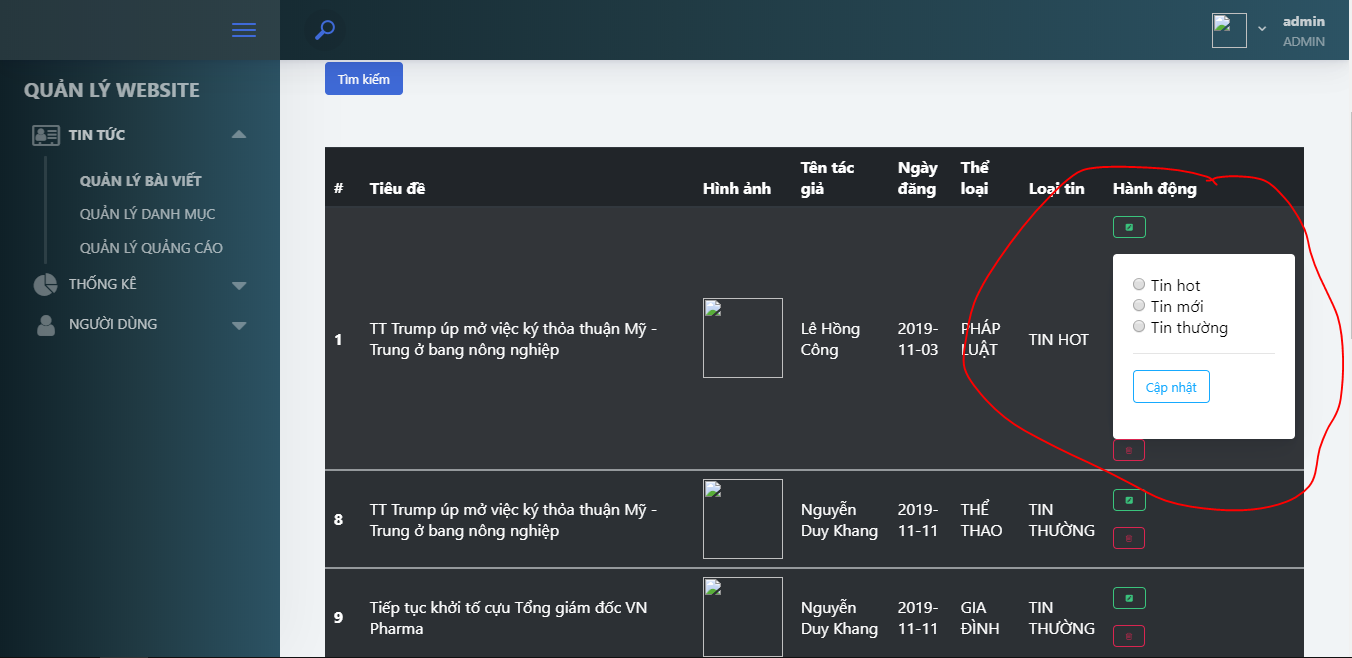 admin
ADMIN
QUẢN LÝ WEBSITE
TIN TỨC
QUẢN LÝ BÀI VIẾT
QUẢN LÝ DANH MỤC
QUẢN LÝ QUẢNG CÁO
THỐNG KÊ
NGƯỜI DÙNG
Tìm kiếm
# Tiêu đề Hình ảnh Tên tác giả Ngày đăng Thể loại Loại tin Hành động
1 TT Trump úp mở việc ký thỏa thuận Mỹ -
Trung ở bang nông nghiệp
Lê Hồng
Công
2019-
11-03
PHÁP
LUẬT
TIN HOT
Tin hot
Tin mới
Tin thường
Cập nhật
8 TT Trump úp mở việc ký thỏa thuận Mỹ -
Trung ở bang nông nghiệp
Nguyễn
Duy Khang
2019-
11-11
THỂ
THAO
TIN
THƯỜNG
9 Tiếp tục khởi tố cựu Tổng giám đốc VN
Pharma
Nguyễn
Duy Khang
2019-
11-11
GIA
ĐÌNH
TIN
THƯỜNG